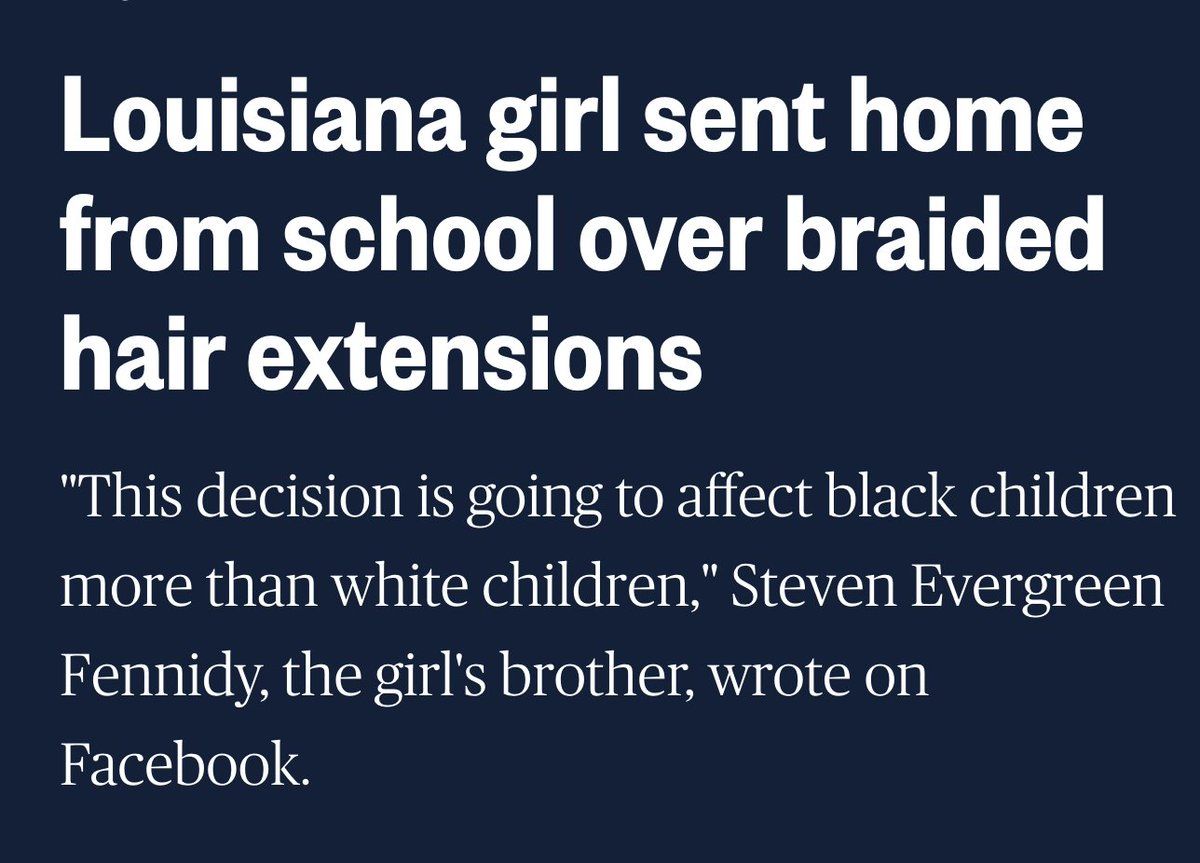 Louisiana girl sent home
from school over braided
hair extensions
"This decision is going to affect black children
more than white children," Steven Evergreen
Fennidy, the girl's brother, wrote on
Facebook.